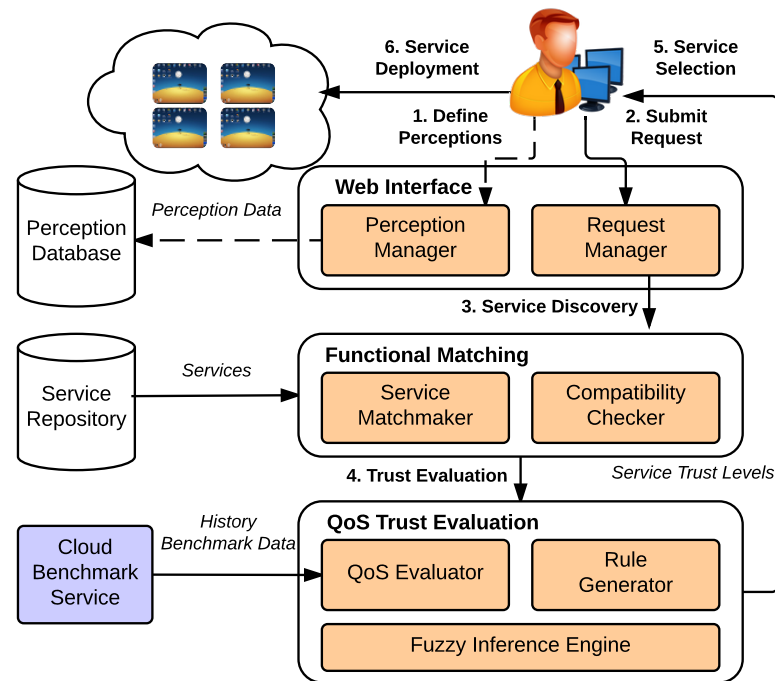 6. Service
Deployment
5. Service
Selection
1. Define
Perceptions
2. Submit
Request
Web Interface
Perception
Manager
Request
Manager
Perception Data
Perception
Database
3. Service Discovery
Functional Matching
Service
Matchmaker
Compatibility
Checker
Services
Service
Repository
4. Trust Evaluation
Service Trust Levels
QoS Trust Evaluation
History
Benchmark Data
Cloud
Benchmark
Service
QoS Evaluator
Rule
Generator
Fuzzy Inference Engine